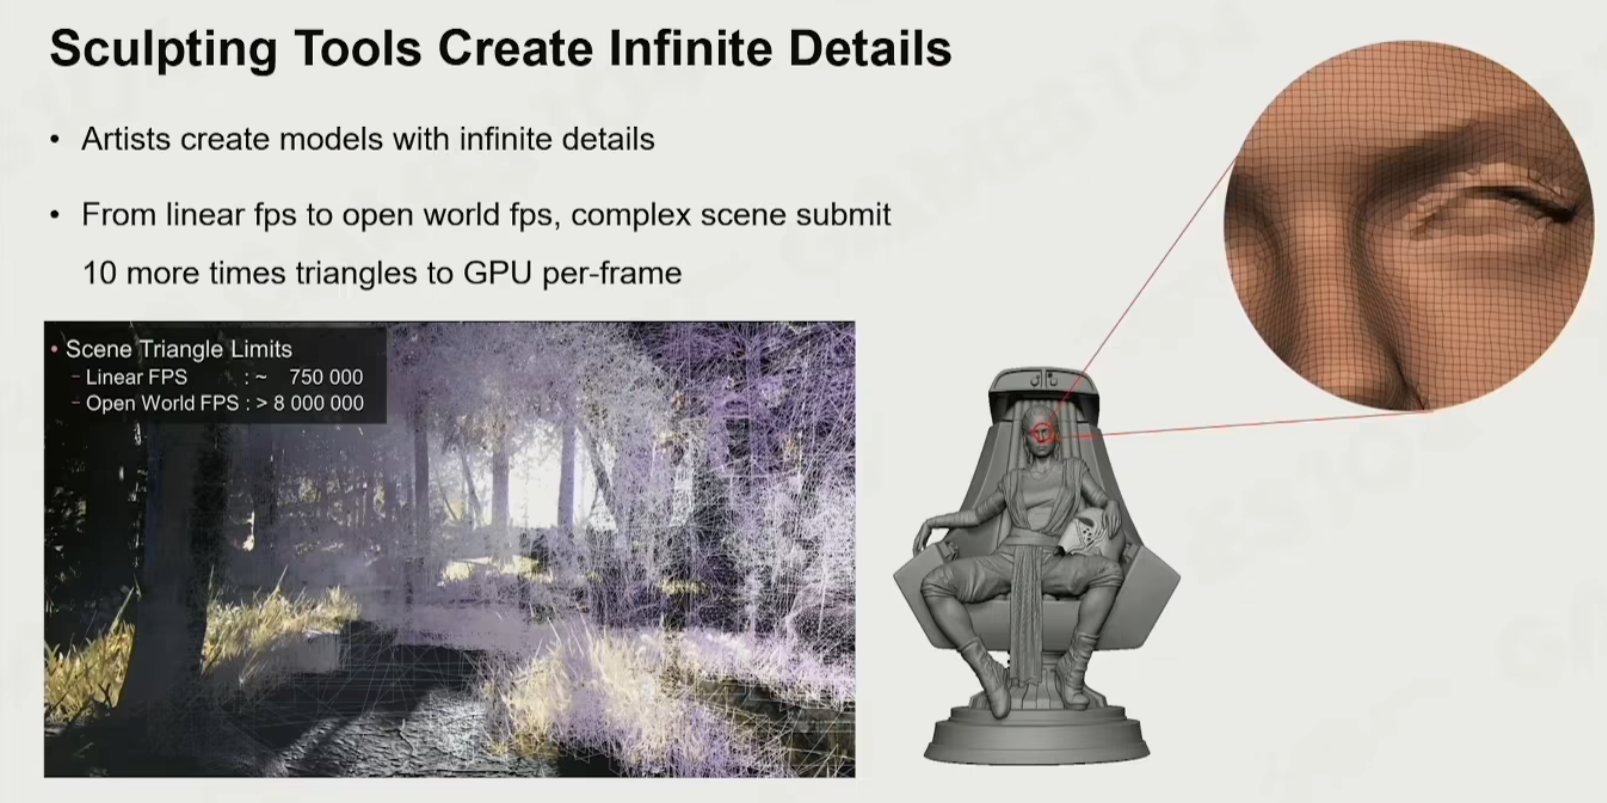 Sculpting Tools Create Infinite Details
• Artists create models with infinite details
• From linear fps to open world fps, complex scene submit
10 more times triangles to GPU per-frame
• Scene Triangle Limits
- Linear FPS : ~ 750 000
- Open World FPS : > 8 000 000